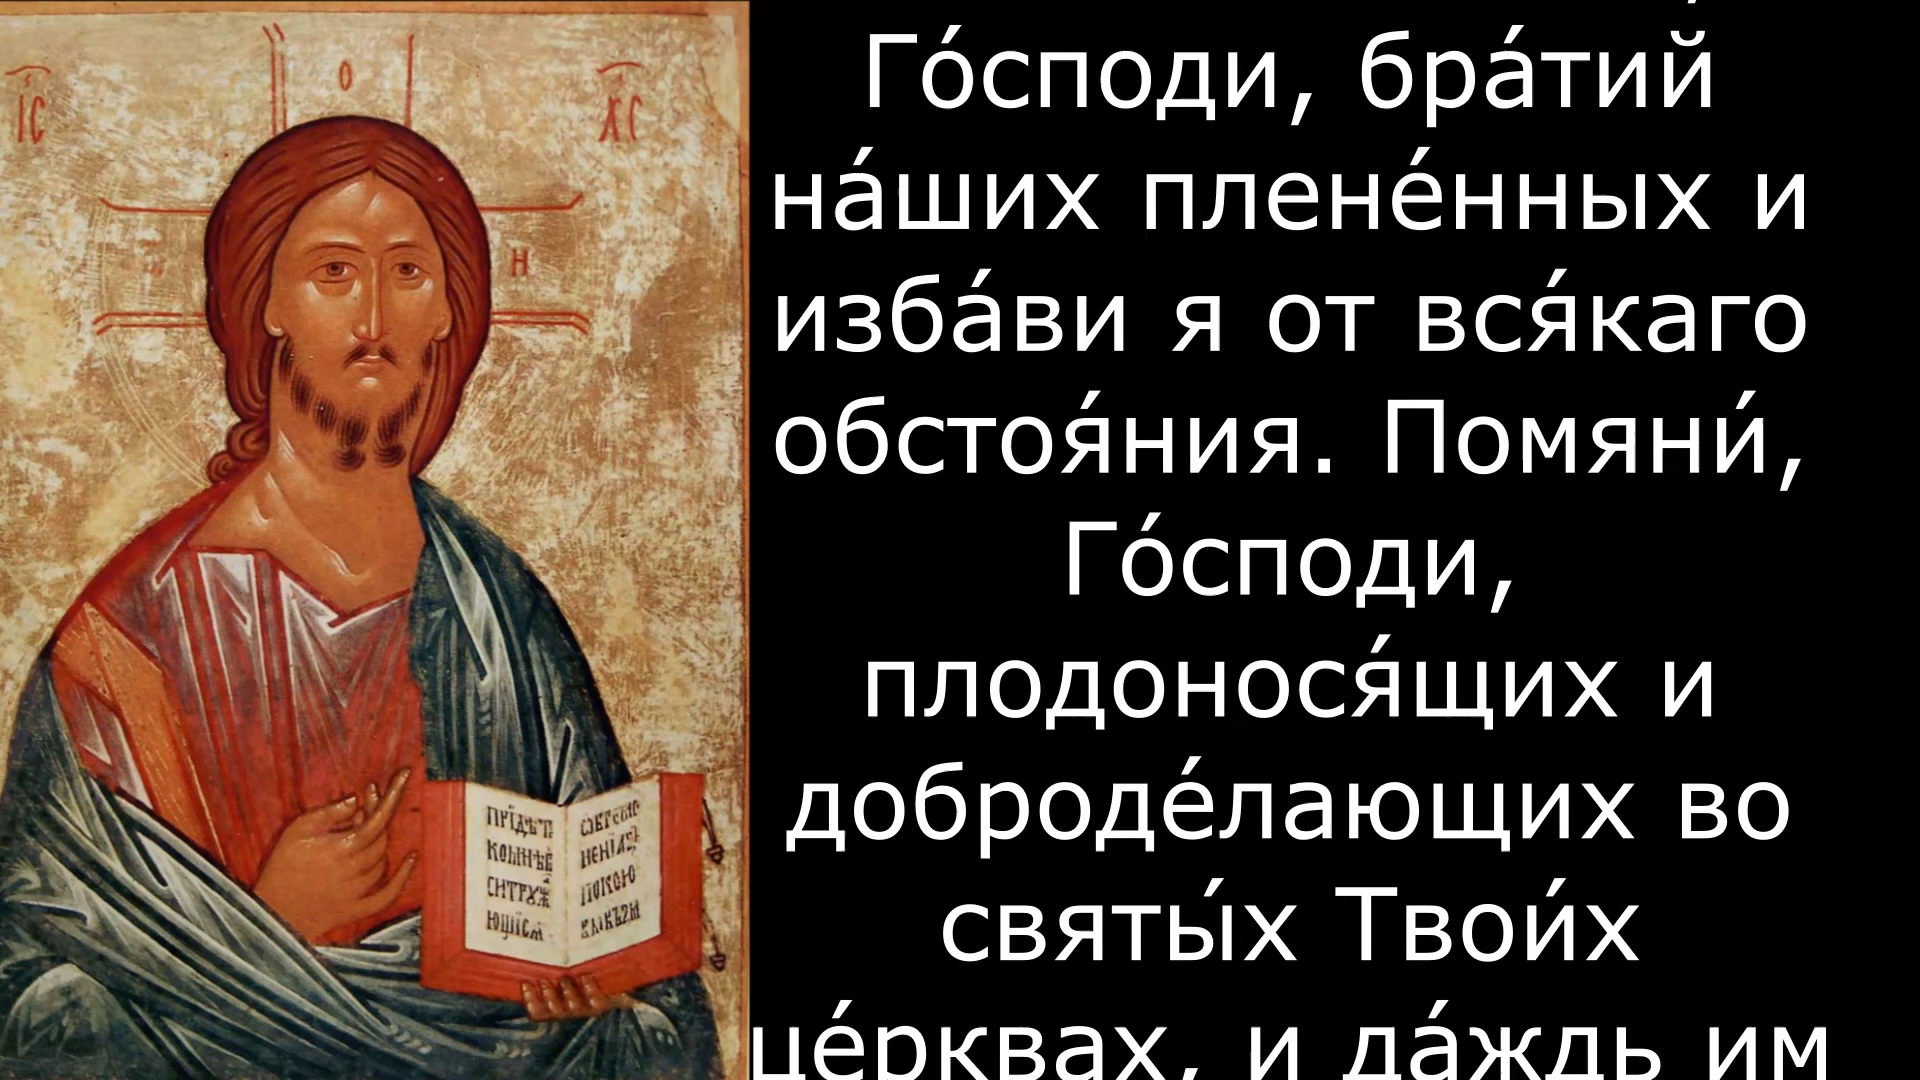 І҃С
О
Х҃С
Н
Го́споди, бра́тий
на́ших плене́нных и
изба́ви я от вся́каго
обстоя́ния. Помяни́,
Го́споди,
плодонося́щих и
доброде́лающих во
святы́х Твои́х
це́рквах, и да́ждь им